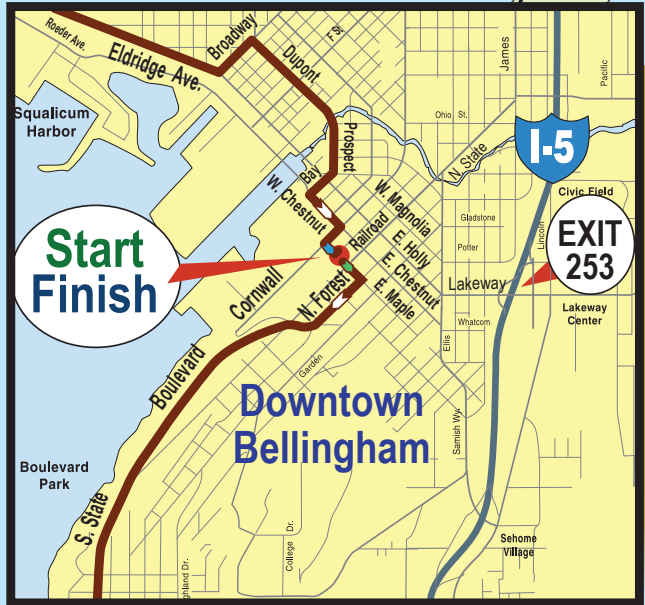 Roeder Ave.
Eldridge Ave.
Broadway
Dupont
F St.
James
Pacific
Squalicum
Harbor
Ohio St.
Prospect
N. State
I-5
Bay
W. Chestnut
W. Magnolia
Railroad
E. Holly
E. Chestnut
E. Maple
Civic Field
Gladstone
Lincoln
Potter
EXIT
253
Start
Finish
Cornwall
N. Forest
Lakeway
Lakeway
Center
Whatcom
Ellis
Garden
Boulevard
Downtown
Bellingham
Samish Wy.
Boulevard
Park
S. State
College Dr.
Sehome
Village
ghland Dr.